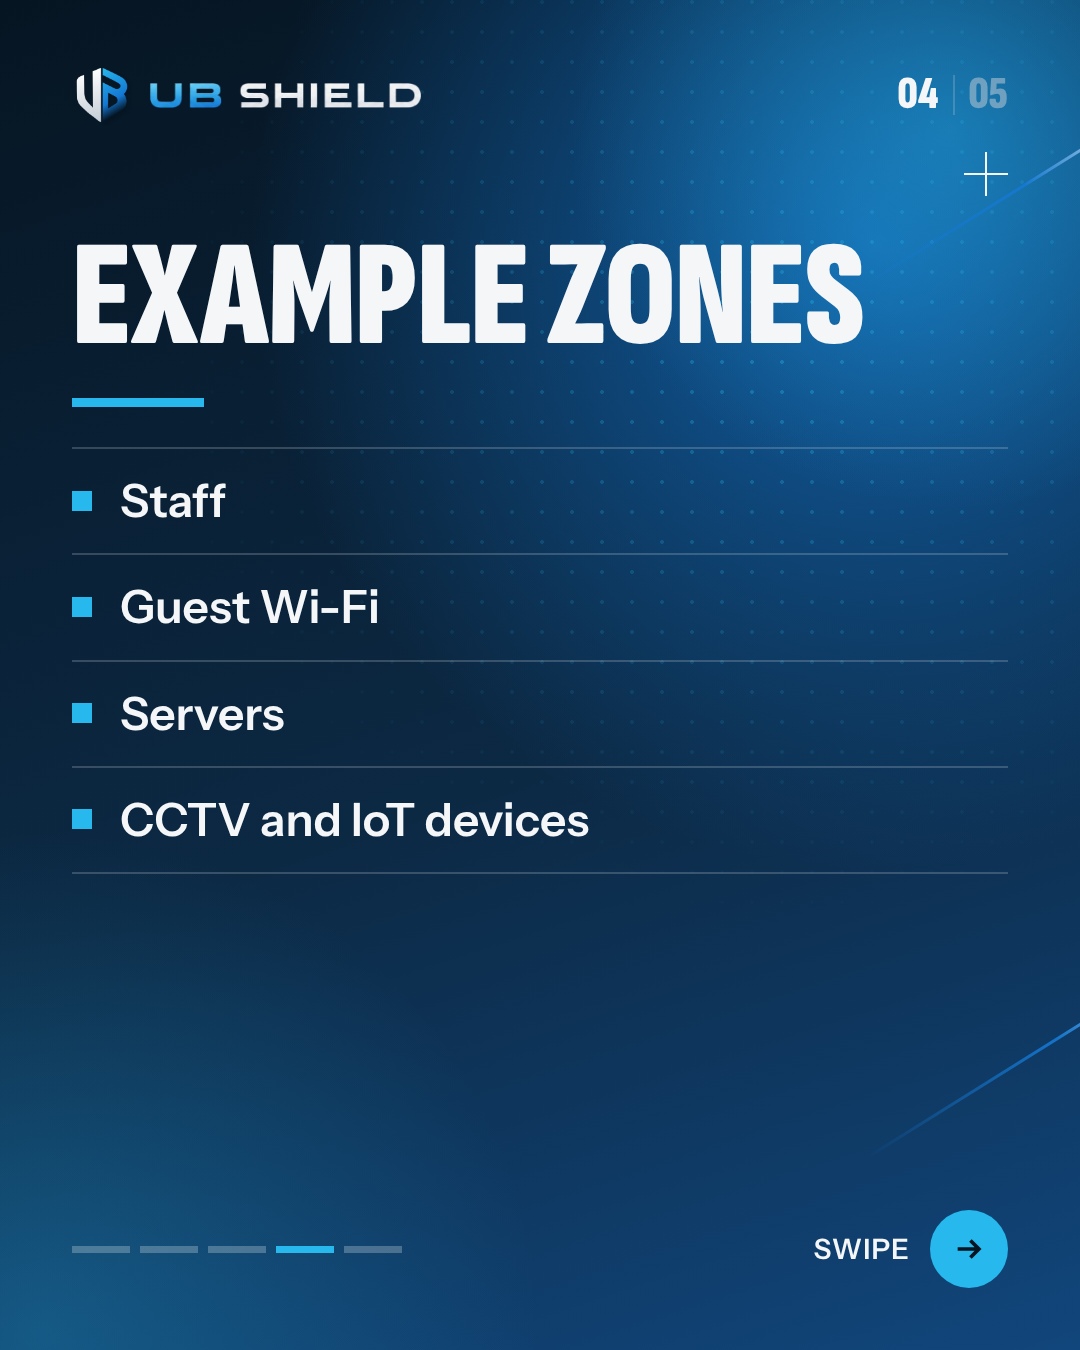 UB SHIELD
04 | 05
EXAMPLE ZONES
Staff
Guest Wi-Fi
Servers
CCTV and IoT devices
SWIPE